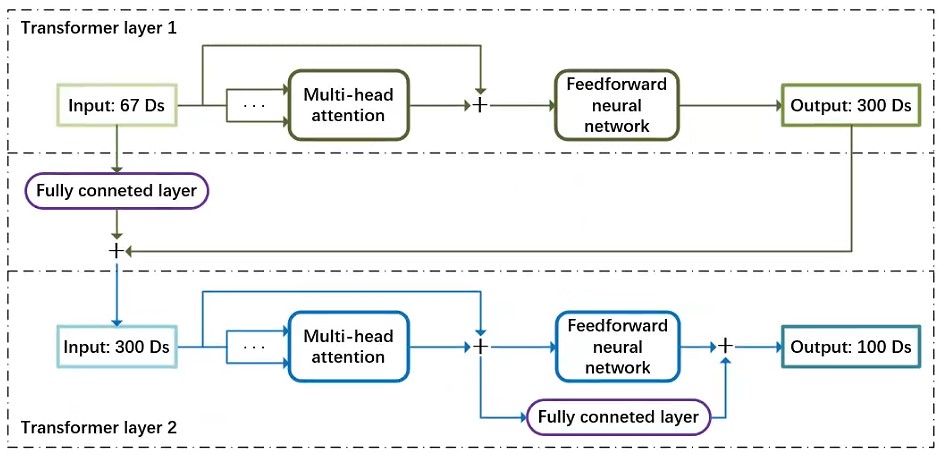 Transformer layer 1
Input: 67 Ds
...
Multi-head
attention
+
Feedforward
neural
network
Output: 300 Ds
Fully conneted layer
+
Input: 300 Ds
...
Multi-head
attention
+
Feedforward
neural
network
+
Output: 100 Ds
Fully conneted layer
Transformer layer 2